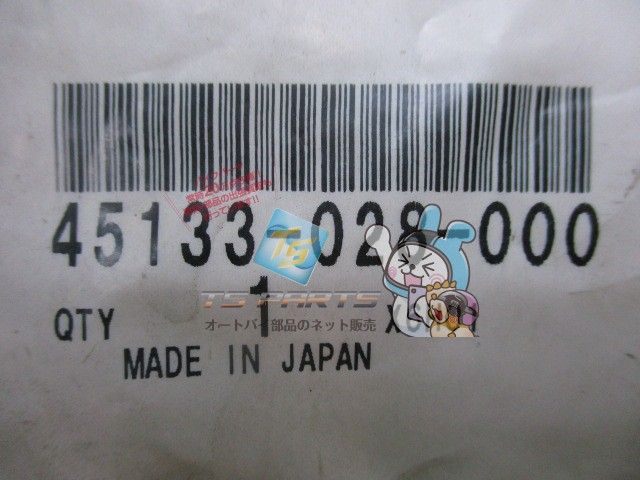 45133-028-000
TS PARTS
1
オートバイ部品のネット販売
QTY
MADE IN JAPAN